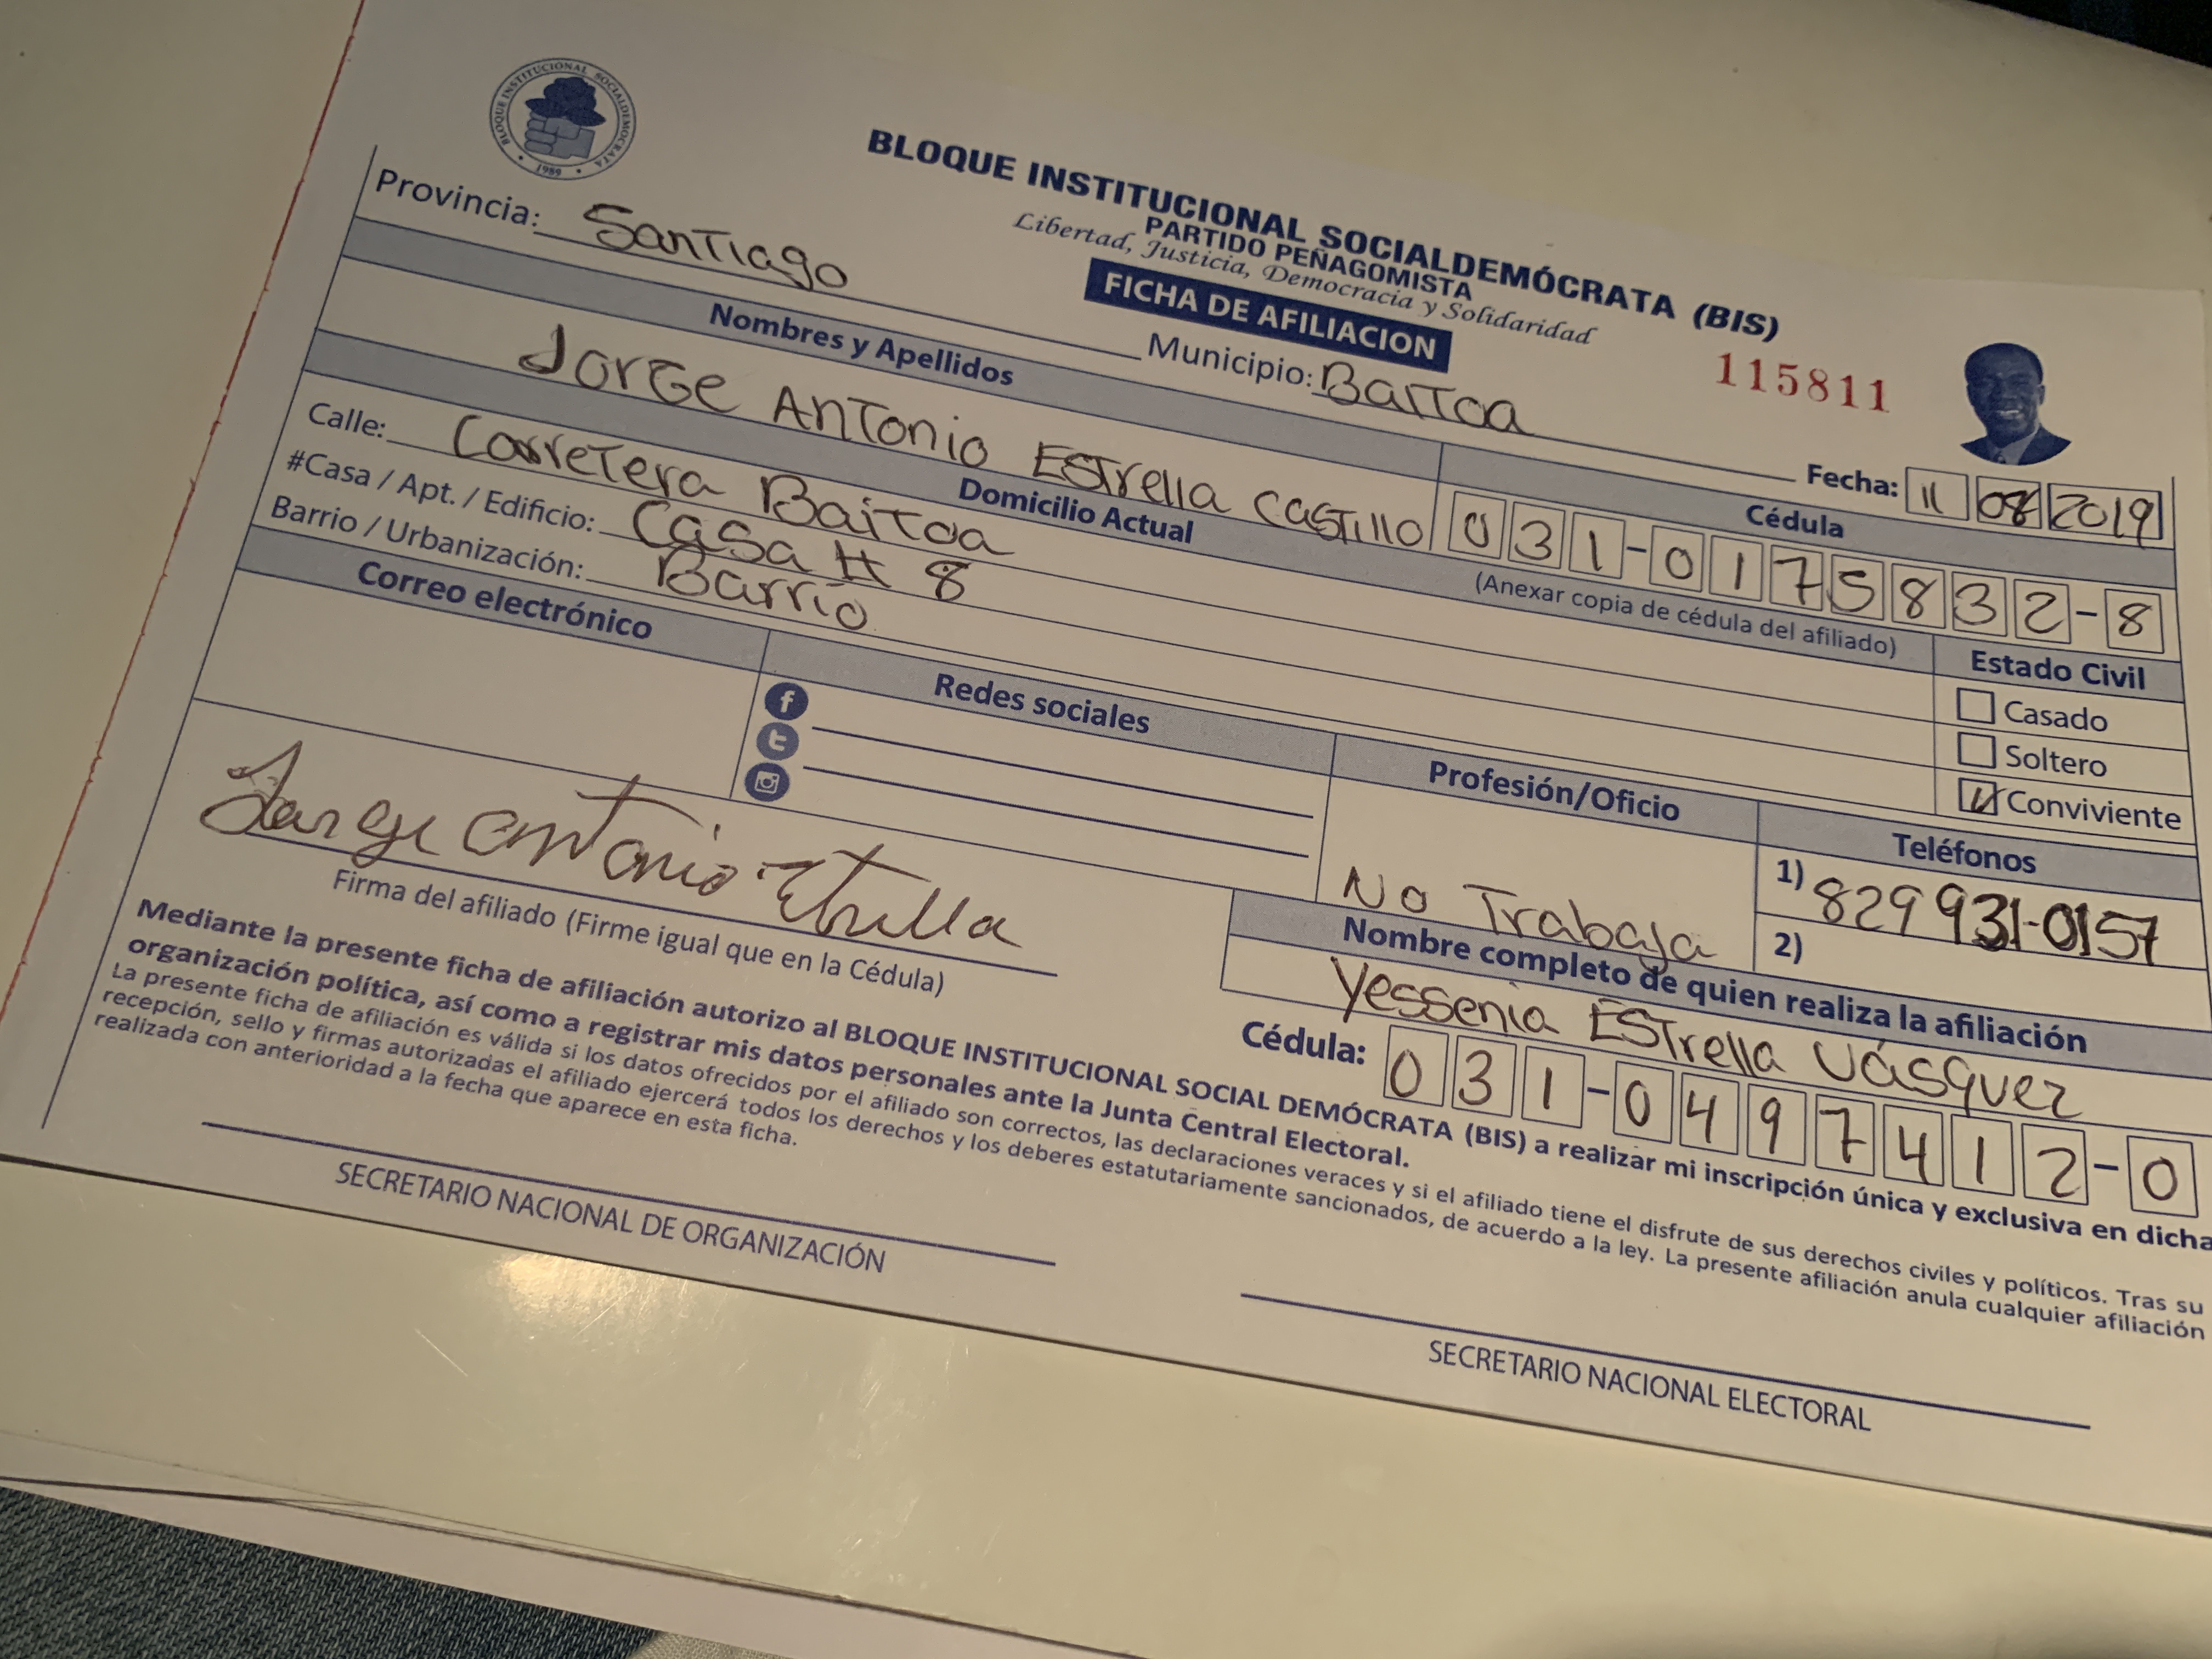 BLOQUE INSTITUCIONAL SOCIALDEMOCRATA
1989
BLOQUE INSTITUCIONAL SOCIALDEMÓCRATA (BIS)
PARTIDO PEÑAGOMISTA
Libertad, Justicia, Democracia y Solidaridad
FICHA DE AFILIACION
115811
Provincia: Santiago Municipio: Baitoa Fecha: 11 08 2019
Nombres y Apellidos Cédula
Jorge Antonio Estrella Castillo 031-0175832-8
Domicilio Actual (Anexar copia de cédula del afiliado) Estado Civil
Calle: Carretera Baitoa
#Casa / Apt. / Edificio: Casa # 8
Barrio / Urbanización: Barrio
Casado
Soltero
Conviviente
Correo electrónico Redes sociales Profesión/Oficio Teléfonos
No Trabaja
1) 829 931-0157
2)
Jorge Antonio Estrella
Firma del afiliado (Firme igual que en la Cédula)
Nombre completo de quien realiza la afiliación
Yessenia Estrella Vásquez
Cédula: 031-0497412-0
Mediante la presente ficha de afiliación autorizo al BLOQUE INSTITUCIONAL SOCIAL DEMÓCRATA (BIS) a realizar mi inscripción única y exclusiva en dicha
organización política, así como a registrar mis datos personales ante la Junta Central Electoral.
La presente ficha de afiliación es válida si los datos ofrecidos por el afiliado son correctos, las declaraciones veraces y si el afiliado tiene el disfrute de sus derechos civiles y políticos. Tras su
recepción, sello y firmas autorizadas el afiliado ejercerá todos los derechos y los deberes estatutariamente sancionados, de acuerdo a la ley. La presente afiliación anula cualquier afiliación
realizada con anterioridad a la fecha que aparece en esta ficha.
SECRETARIO NACIONAL DE ORGANIZACIÓN
SECRETARIO NACIONAL ELECTORAL